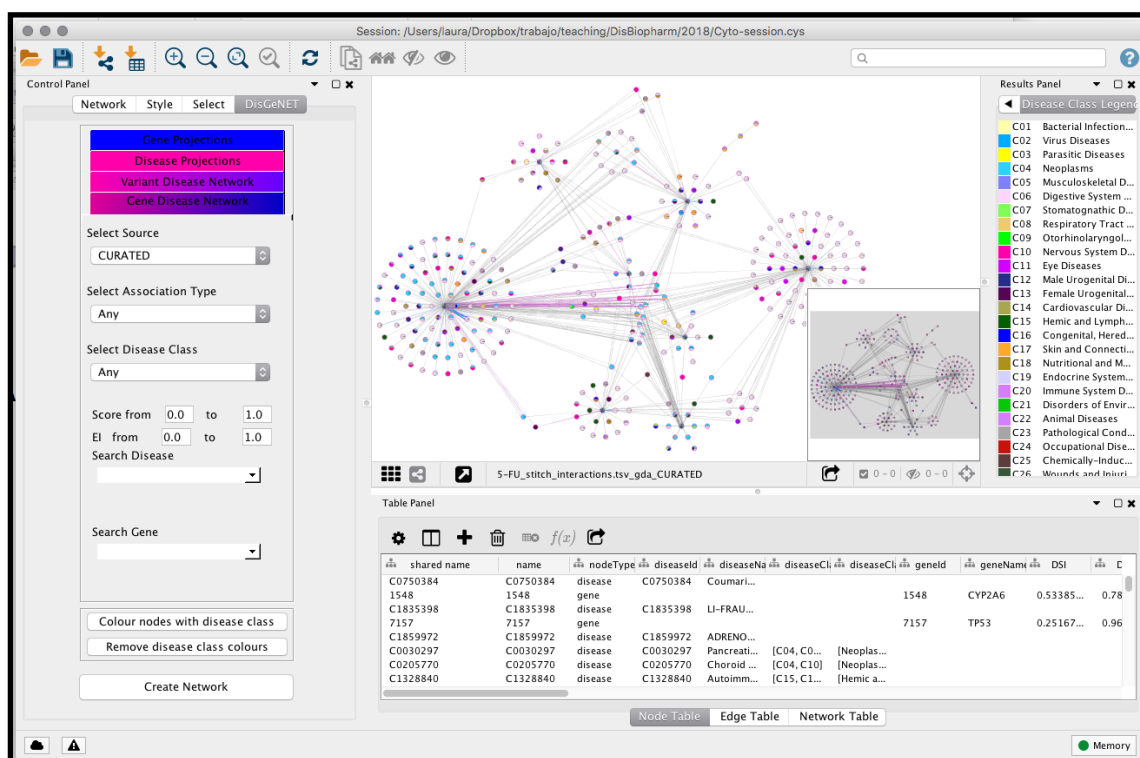 Session: /Users/laura/Dropbox/trabajo/teaching/DisBiopharm/2018/Cyto-session.cys
Control Panel
Network Style Select DisGeNET
Gene Projections
Disease Projections
Variant Disease Network
Gene Disease Network
Select Source
CURATED
Select Association Type
Any
Select Disease Class
Any
Score from 0.0 to 1.0
EI from 0.0 to 1.0
Search Disease
Search Gene
Colour nodes with disease class
Remove disease class colours
Create Network
5-FU_stitch_interactions.tsv_gda_CURATED
0 - 0 0 - 0
Results Panel
Disease Class Legend
C01 Bacterial Infection...
C02 Virus Diseases
C03 Parasitic Diseases
C04 Neoplasms
C05 Musculoskeletal D...
C06 Digestive System ...
C07 Stomatognathic D...
C08 Respiratory Tract ...
C09 Otorhinolaryngol...
C10 Nervous System D...
C11 Eye Diseases
C12 Male Urogenital Di...
C13 Female Urogenital...
C14 Cardiovascular Di...
C15 Hemic and Lymph...
C16 Congenital, Hered...
C17 Skin and Connecti...
C18 Nutritional and M...
C19 Endocrine System...
C20 Immune System D...
C21 Disorders of Envir...
C22 Animal Diseases
C23 Pathological Cond...
C24 Occupational Dise...
C25 Chemically-Induc...
C26 Wounds and Injuri...
Table Panel
f(x)
shared name name nodeType diseaseId diseaseNa diseaseCl diseaseCl geneId geneName DSI D
C0750384 C0750384 disease C0750384 Coumari...
1548 1548 gene 1548 CYP2A6 0.53385... 0.78
C1835398 C1835398 disease C1835398 LI-FRAU...
7157 7157 gene 7157 TP53 0.25167... 0.96
C1859972 C1859972 disease C1859972 ADRENO...
C0030297 C0030297 disease C0030297 Pancreati... [C04, C0... [Neoplas...
C0205770 C0205770 disease C0205770 Choroid ... [C04, C10] [Neoplas...
C1328840 C1328840 disease C1328840 Autoimm... [C15, C1... [Hemic a...
Node Table Edge Table Network Table
Memory